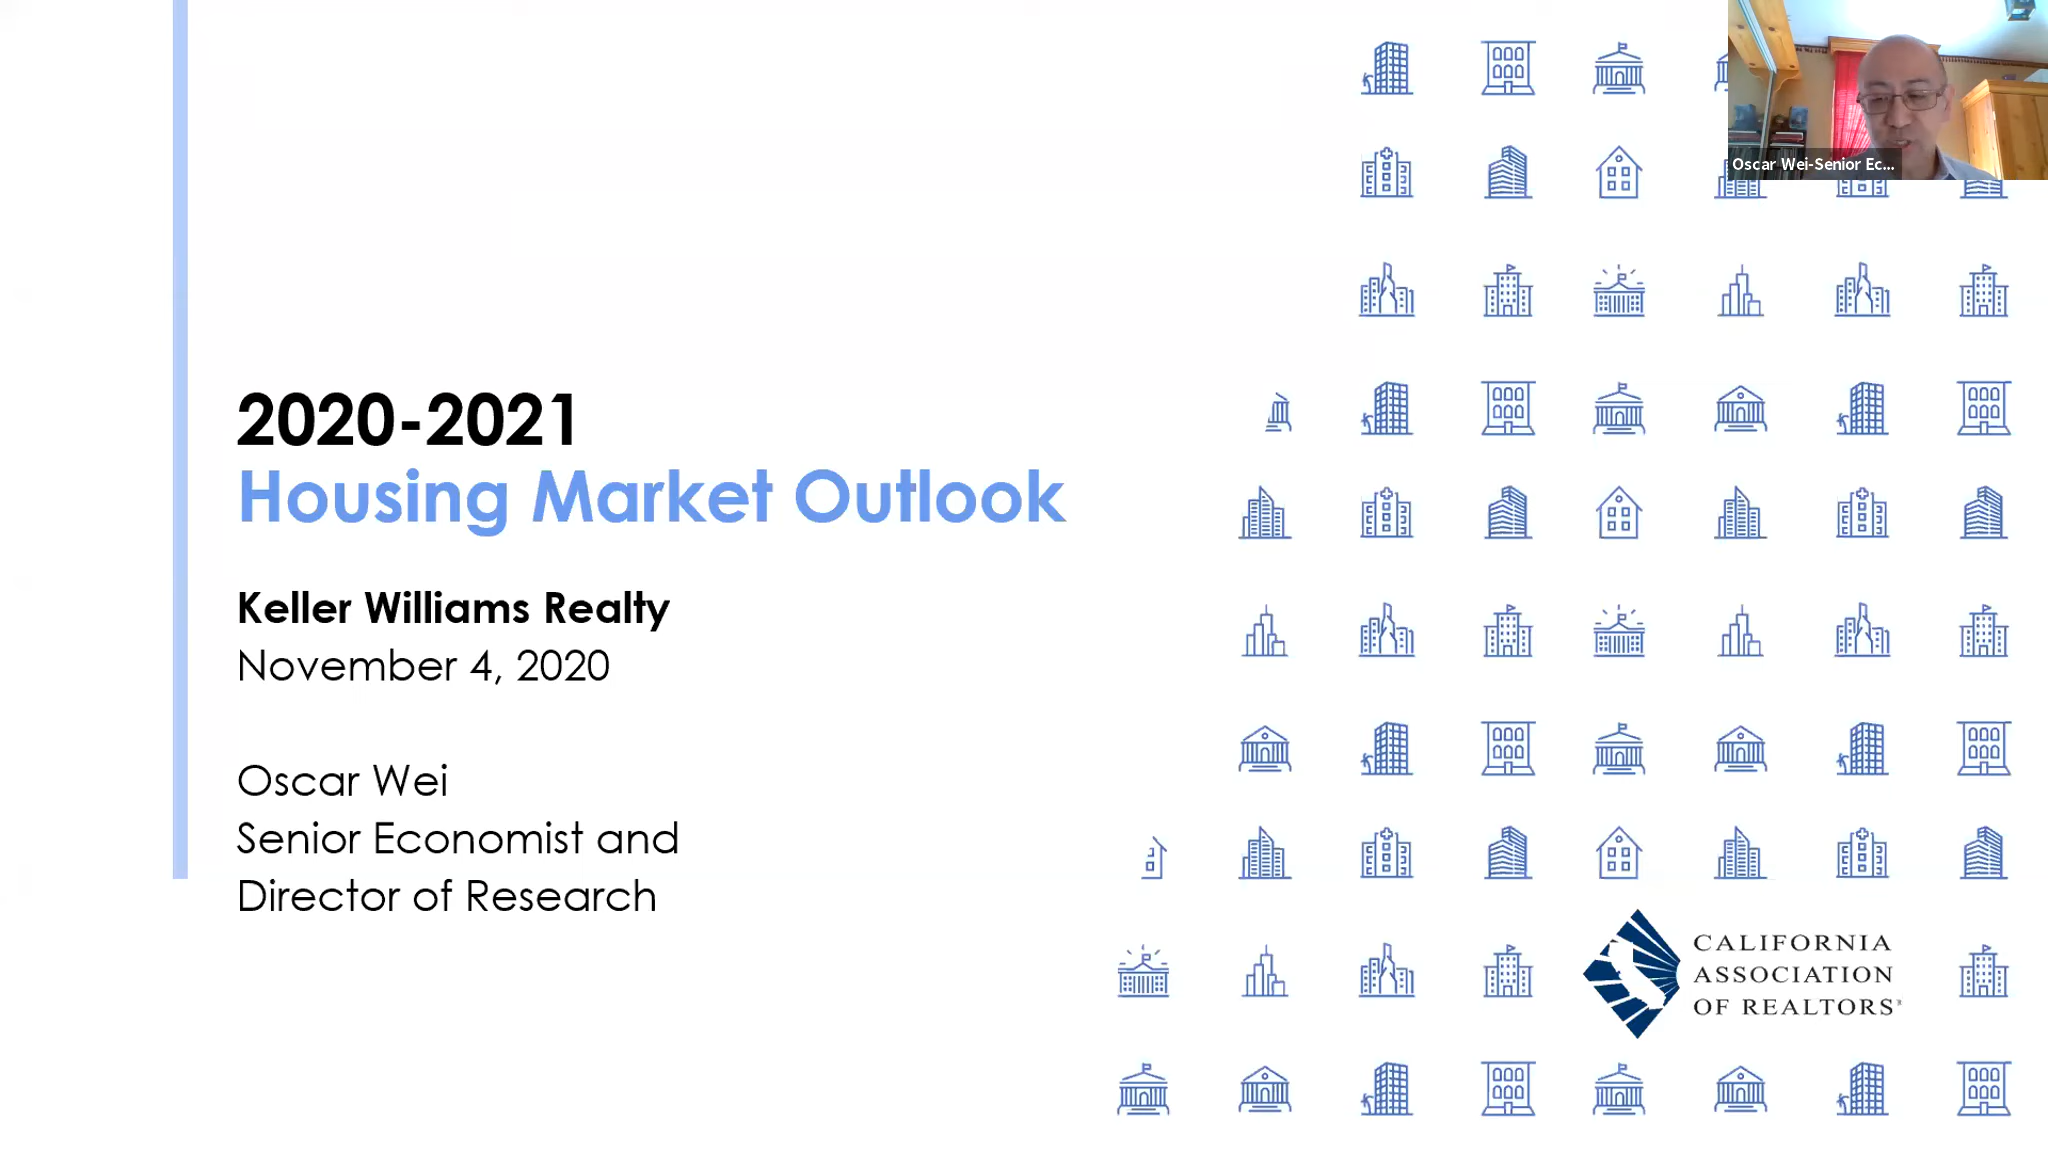 Oscar Wei-Senior Ec...
2020-2021
Housing Market Outlook
Keller Williams Realty
November 4, 2020
Oscar Wei
Senior Economist and
Director of Research
CALIFORNIA
ASSOCIATION
OF REALTORS®